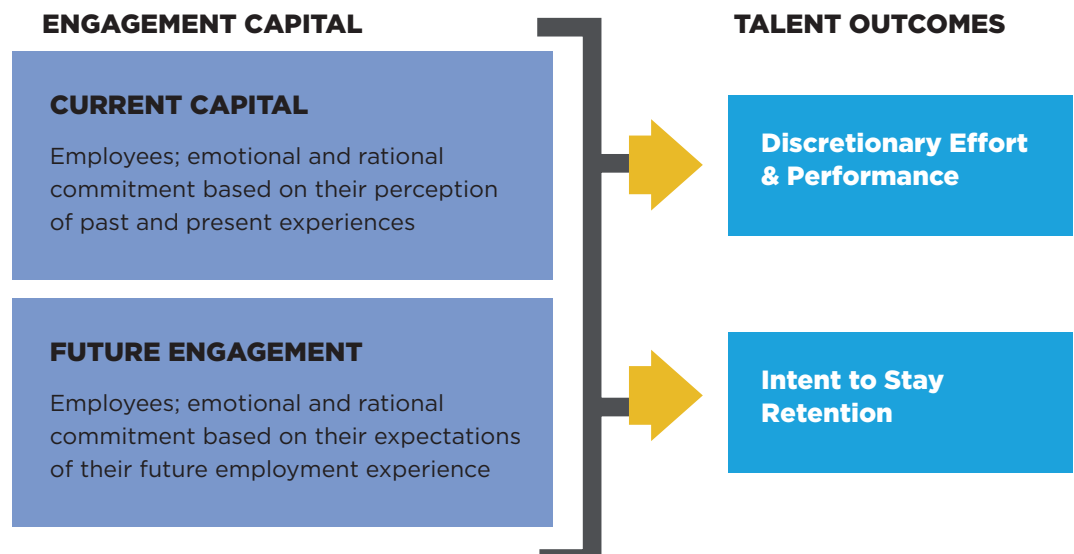 ENGAGEMENT CAPITAL
CURRENT CAPITAL
Employees; emotional and rational
commitment based on their perception
of past and present experiences
FUTURE ENGAGEMENT
Employees; emotional and rational
commitment based on their expectations
of their future employment experience
TALENT OUTCOMES
Discretionary Effort
& Performance
Intent to Stay
Retention